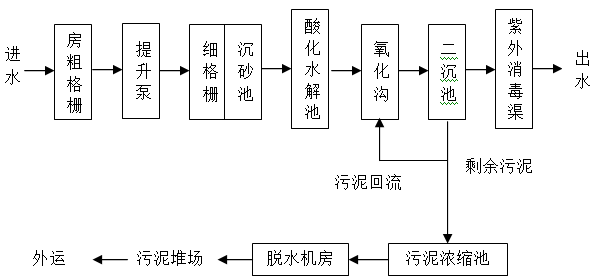 进水
房粗格栅
提升泵
细格栅
沉砂池
酸化水解池
氧化沟
二沉池
紫外消毒渠
出水
污泥回流
剩余污泥
外运
污泥堆场
脱水机房
污泥浓缩池